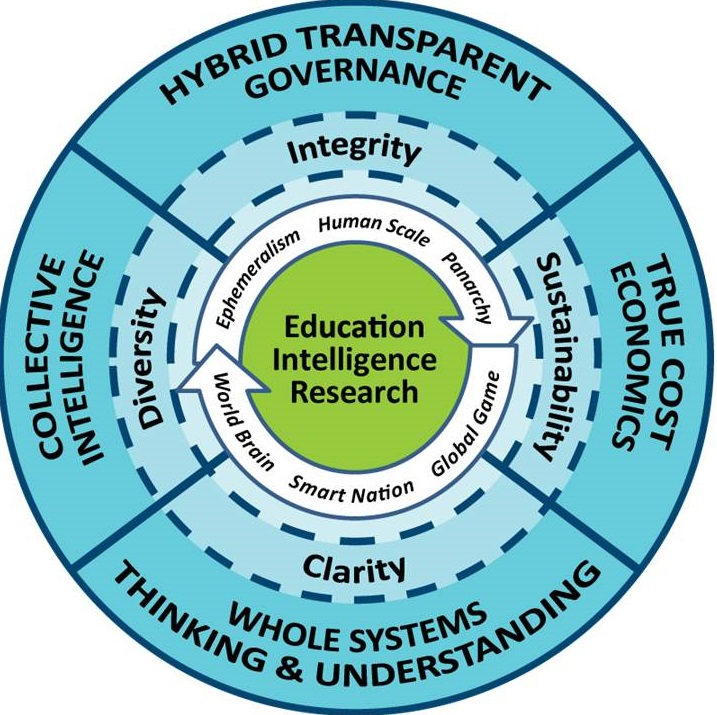 HYBRID TRANSPARENT
GOVERNANCE
Integrity
Ephemeralism
Human Scale
Panarchy
COLLECTIVE
INTELLIGENCE
Diversity
Education
Intelligence
Research
Sustainability
TRUE COST
ECONOMICS
World Brain
Smart Nation
Global Game
Clarity
WHOLE SYSTEMS
THINKING & UNDERSTANDING